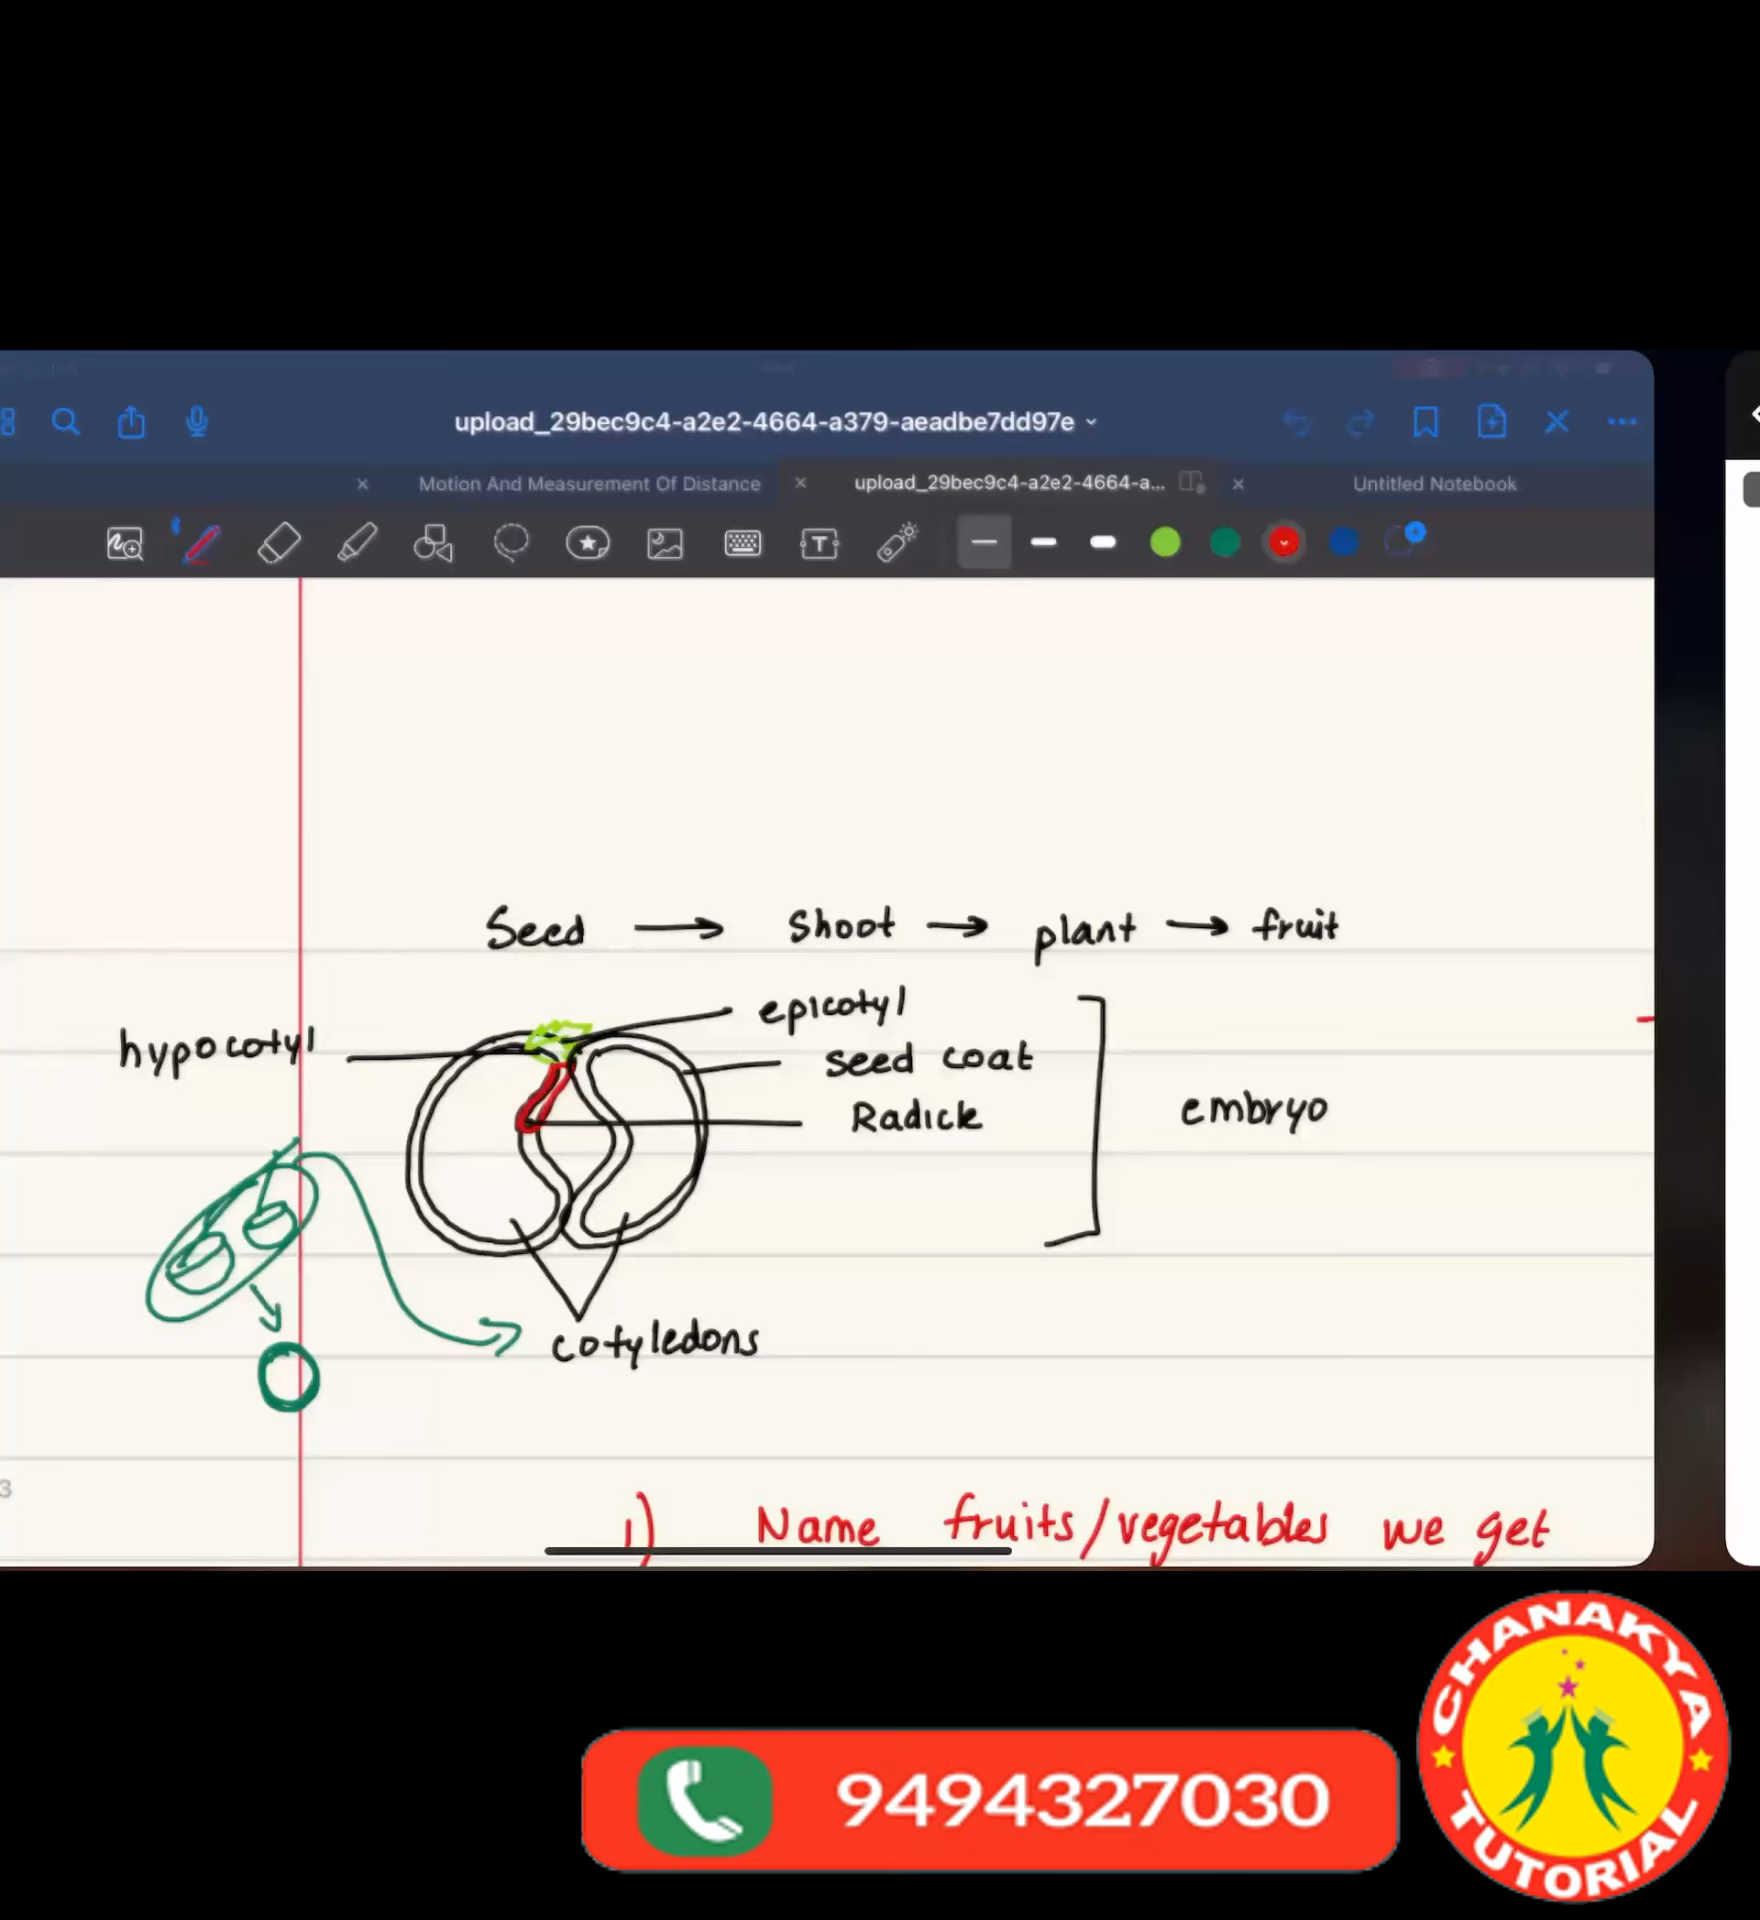 upload_29bec9c4-a2e2-4664-a379-aeadbe7dd97e
Motion And Measurement Of Distance
upload_29bec9c4-a2e2-4664-a...
Untitled Notebook
Seed → Shoot → plant → fruit
hypocotyl
epicotyl
seed coat
Radicle
embryo
cotyledons
3
1) Name fruits/vegetables we get
CHANAKYA
TUTORIAL
9494327030